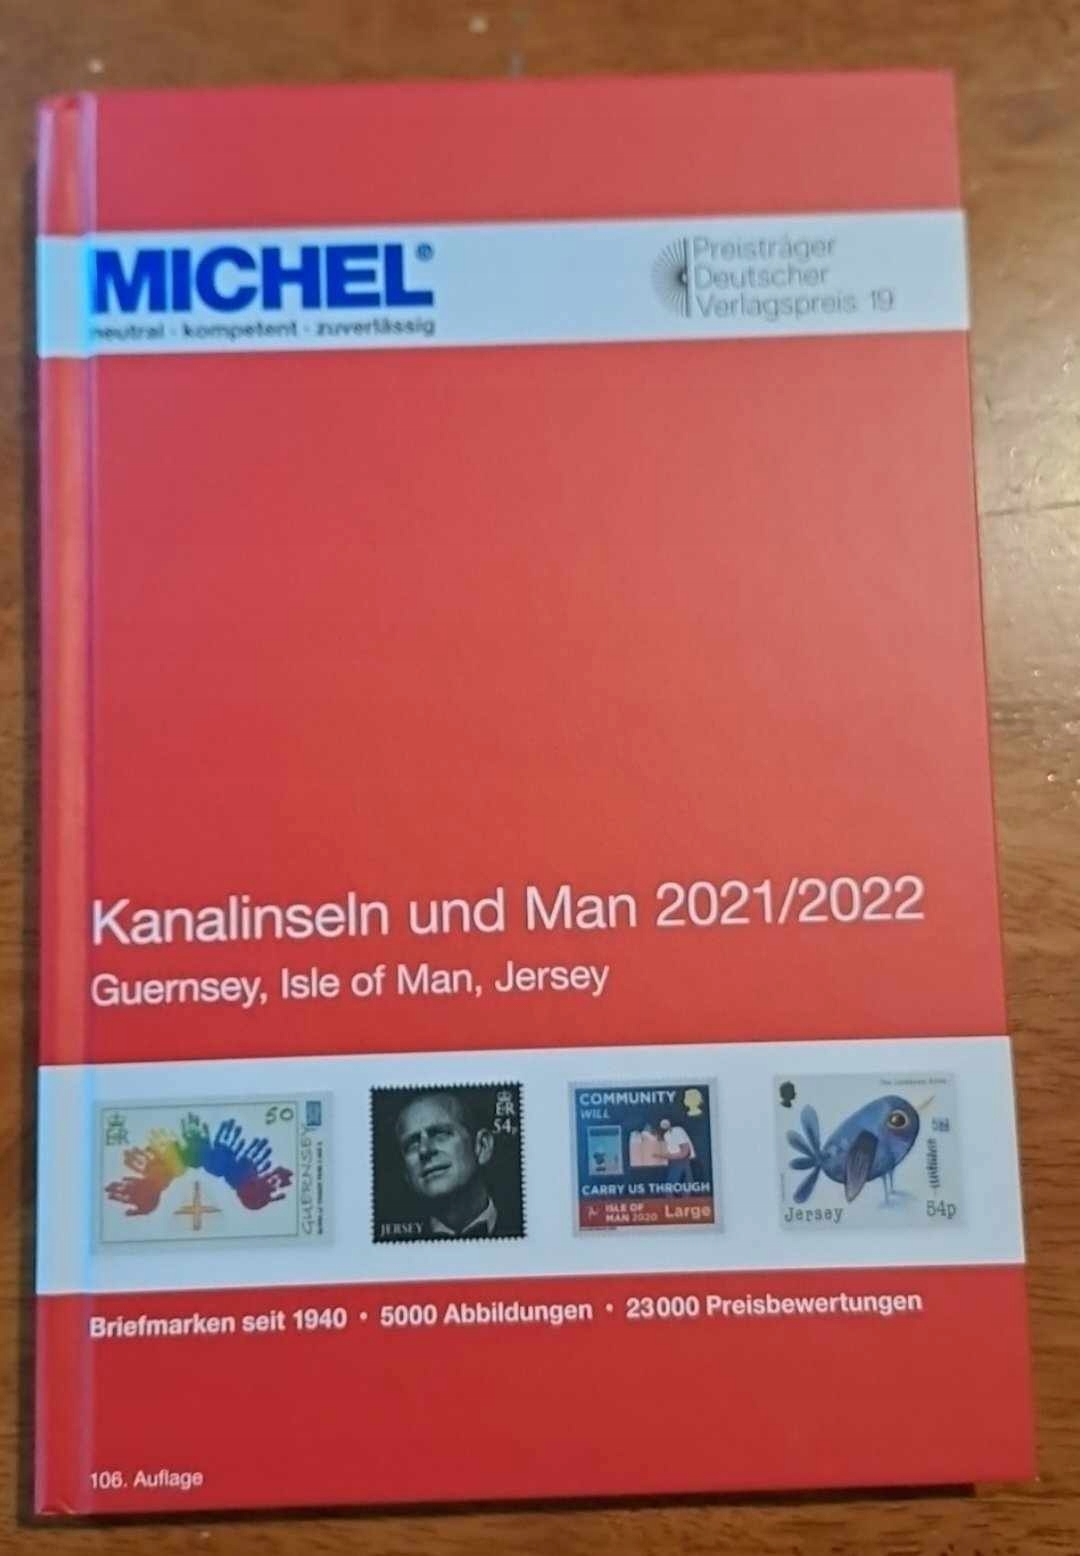 MICHEL®
neutral · kompetent · zuverlässig
Preisträger
Deutscher
Verlagspreis 19
Kanalinseln und Man 2021/2022
Guernsey, Isle of Man, Jersey
ER
50
GUERNSEY
ER
54p
JERSEY
COMMUNITY
WILL
CARRY US THROUGH
ISLE OF
MAN 2020
Large
Jersey
54p
Briefmarken seit 1940 • 5000 Abbildungen • 23000 Preisbewertungen
106. Auflage